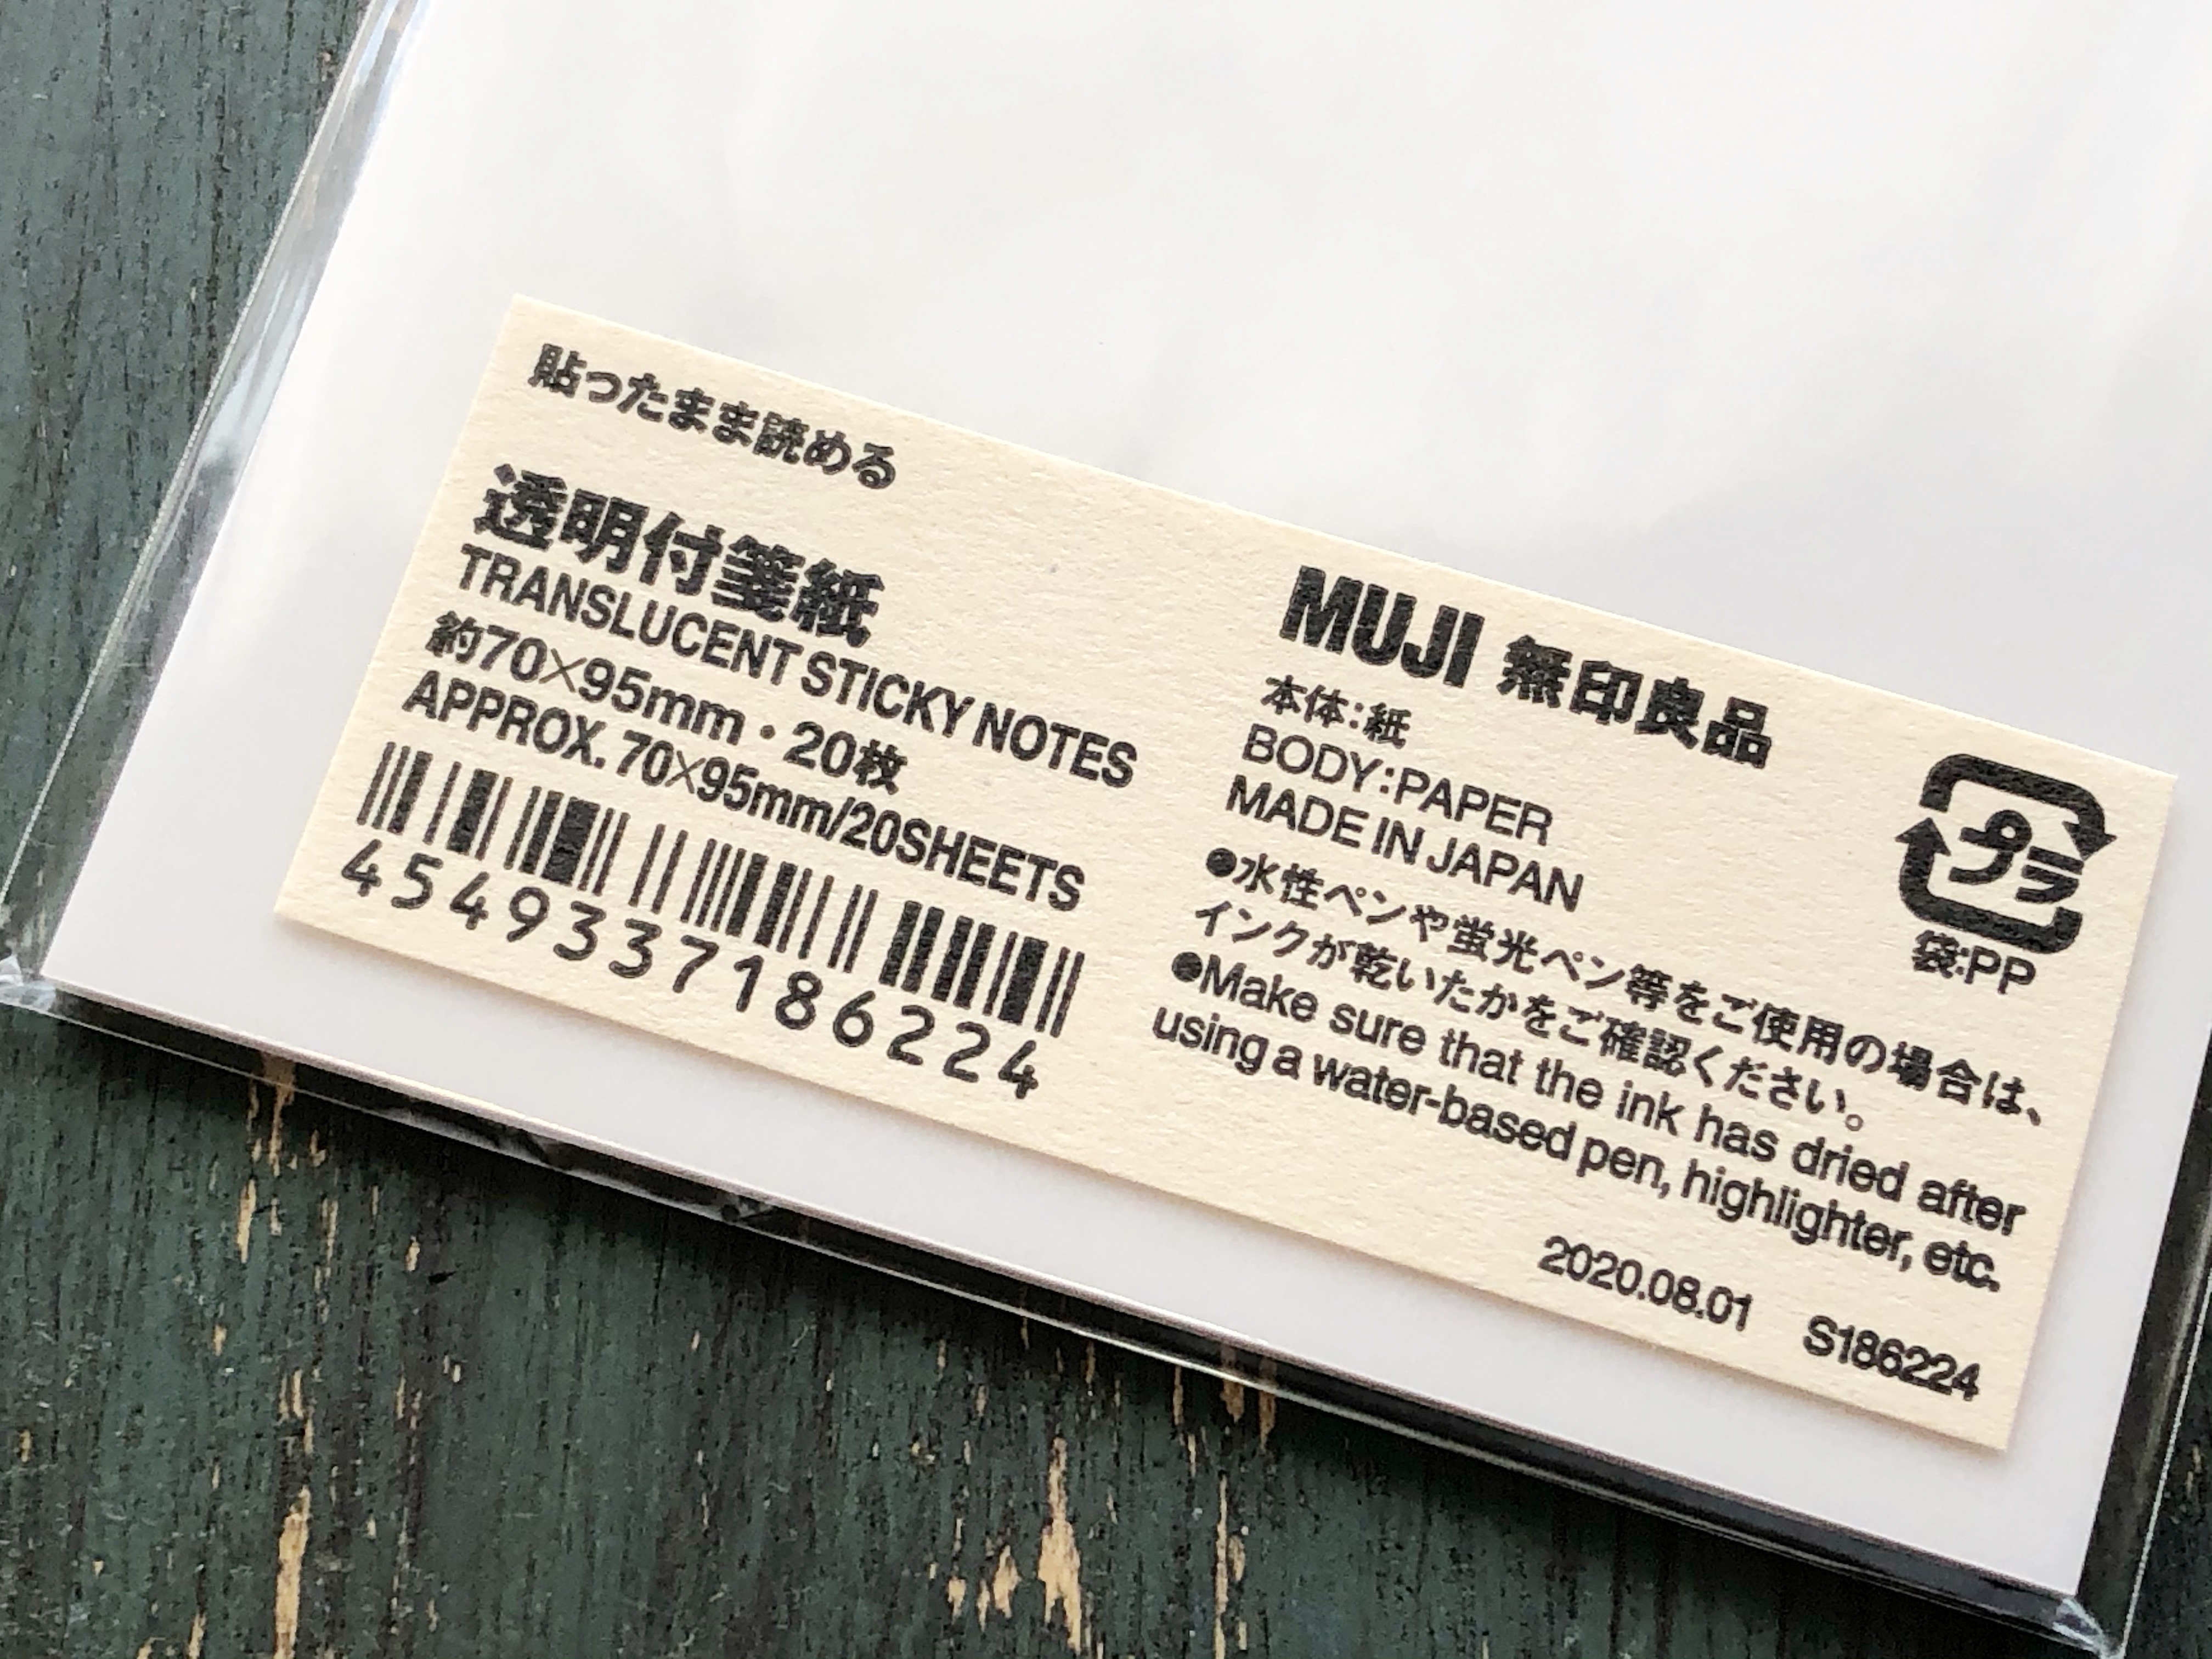 貼ったまま読める
透明付箋紙
TRANSLUCENT STICKY NOTES
約70×95mm・20枚
APPROX. 70×95mm/20SHEETS
4549337186224
MUJI 無印良品
本体:紙
BODY:PAPER
MADE IN JAPAN
プラ
袋:PP
●水性ペンや蛍光ペン等をご使用の場合は、
インクが乾いたかをご確認ください。
●Make sure that the ink has dried after
using a water-based pen, highlighter, etc.
2020.08.01 S186224